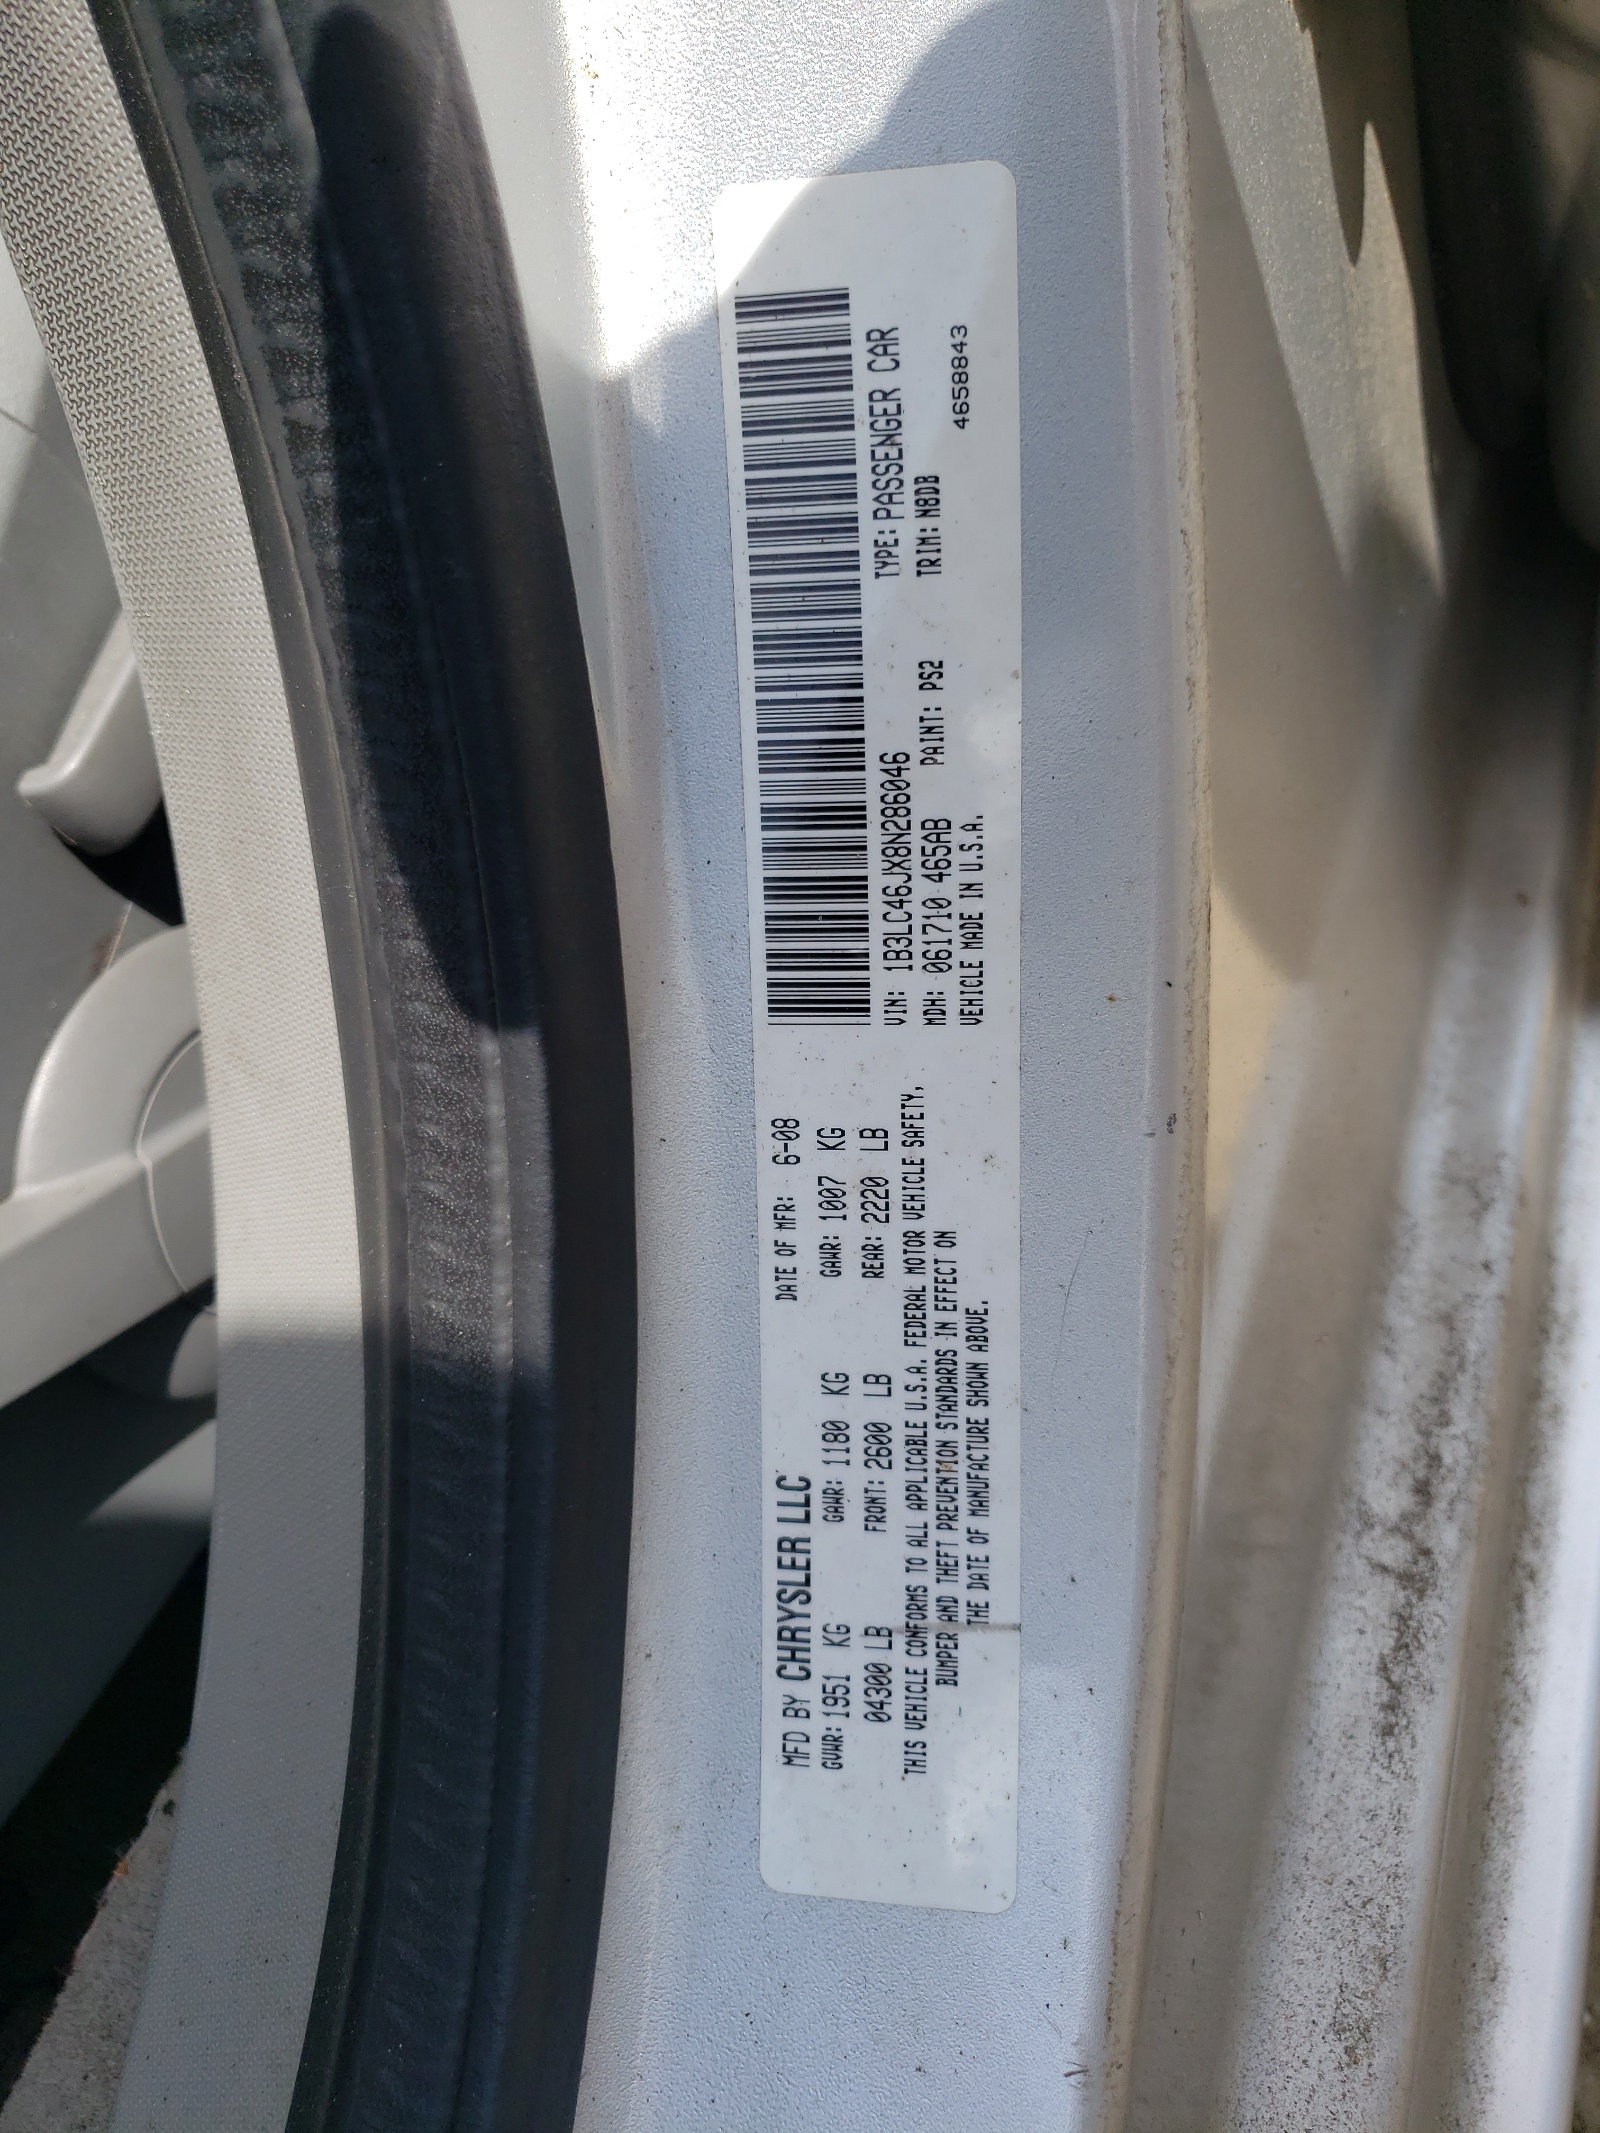 MFD BY CHRYSLER LLC DATE OF MFR: 6-08
GVWR: 1951 KG GAWR: 1180 KG GAWR: 1007 KG
04300 LB FRONT: 2600 LB REAR: 2220 LB
THIS VEHICLE CONFORMS TO ALL APPLICABLE U.S.A. FEDERAL MOTOR VEHICLE SAFETY,
BUMPER AND THEFT PREVENTION STANDARDS IN EFFECT ON
THE DATE OF MANUFACTURE SHOWN ABOVE.
VIN: 1B3LC46JX8N286046 TYPE: PASSENGER CAR
MDH: 061710 465AB PAINT: PS2 TRIM: N8DB
VEHICLE MADE IN U.S.A. 4658843